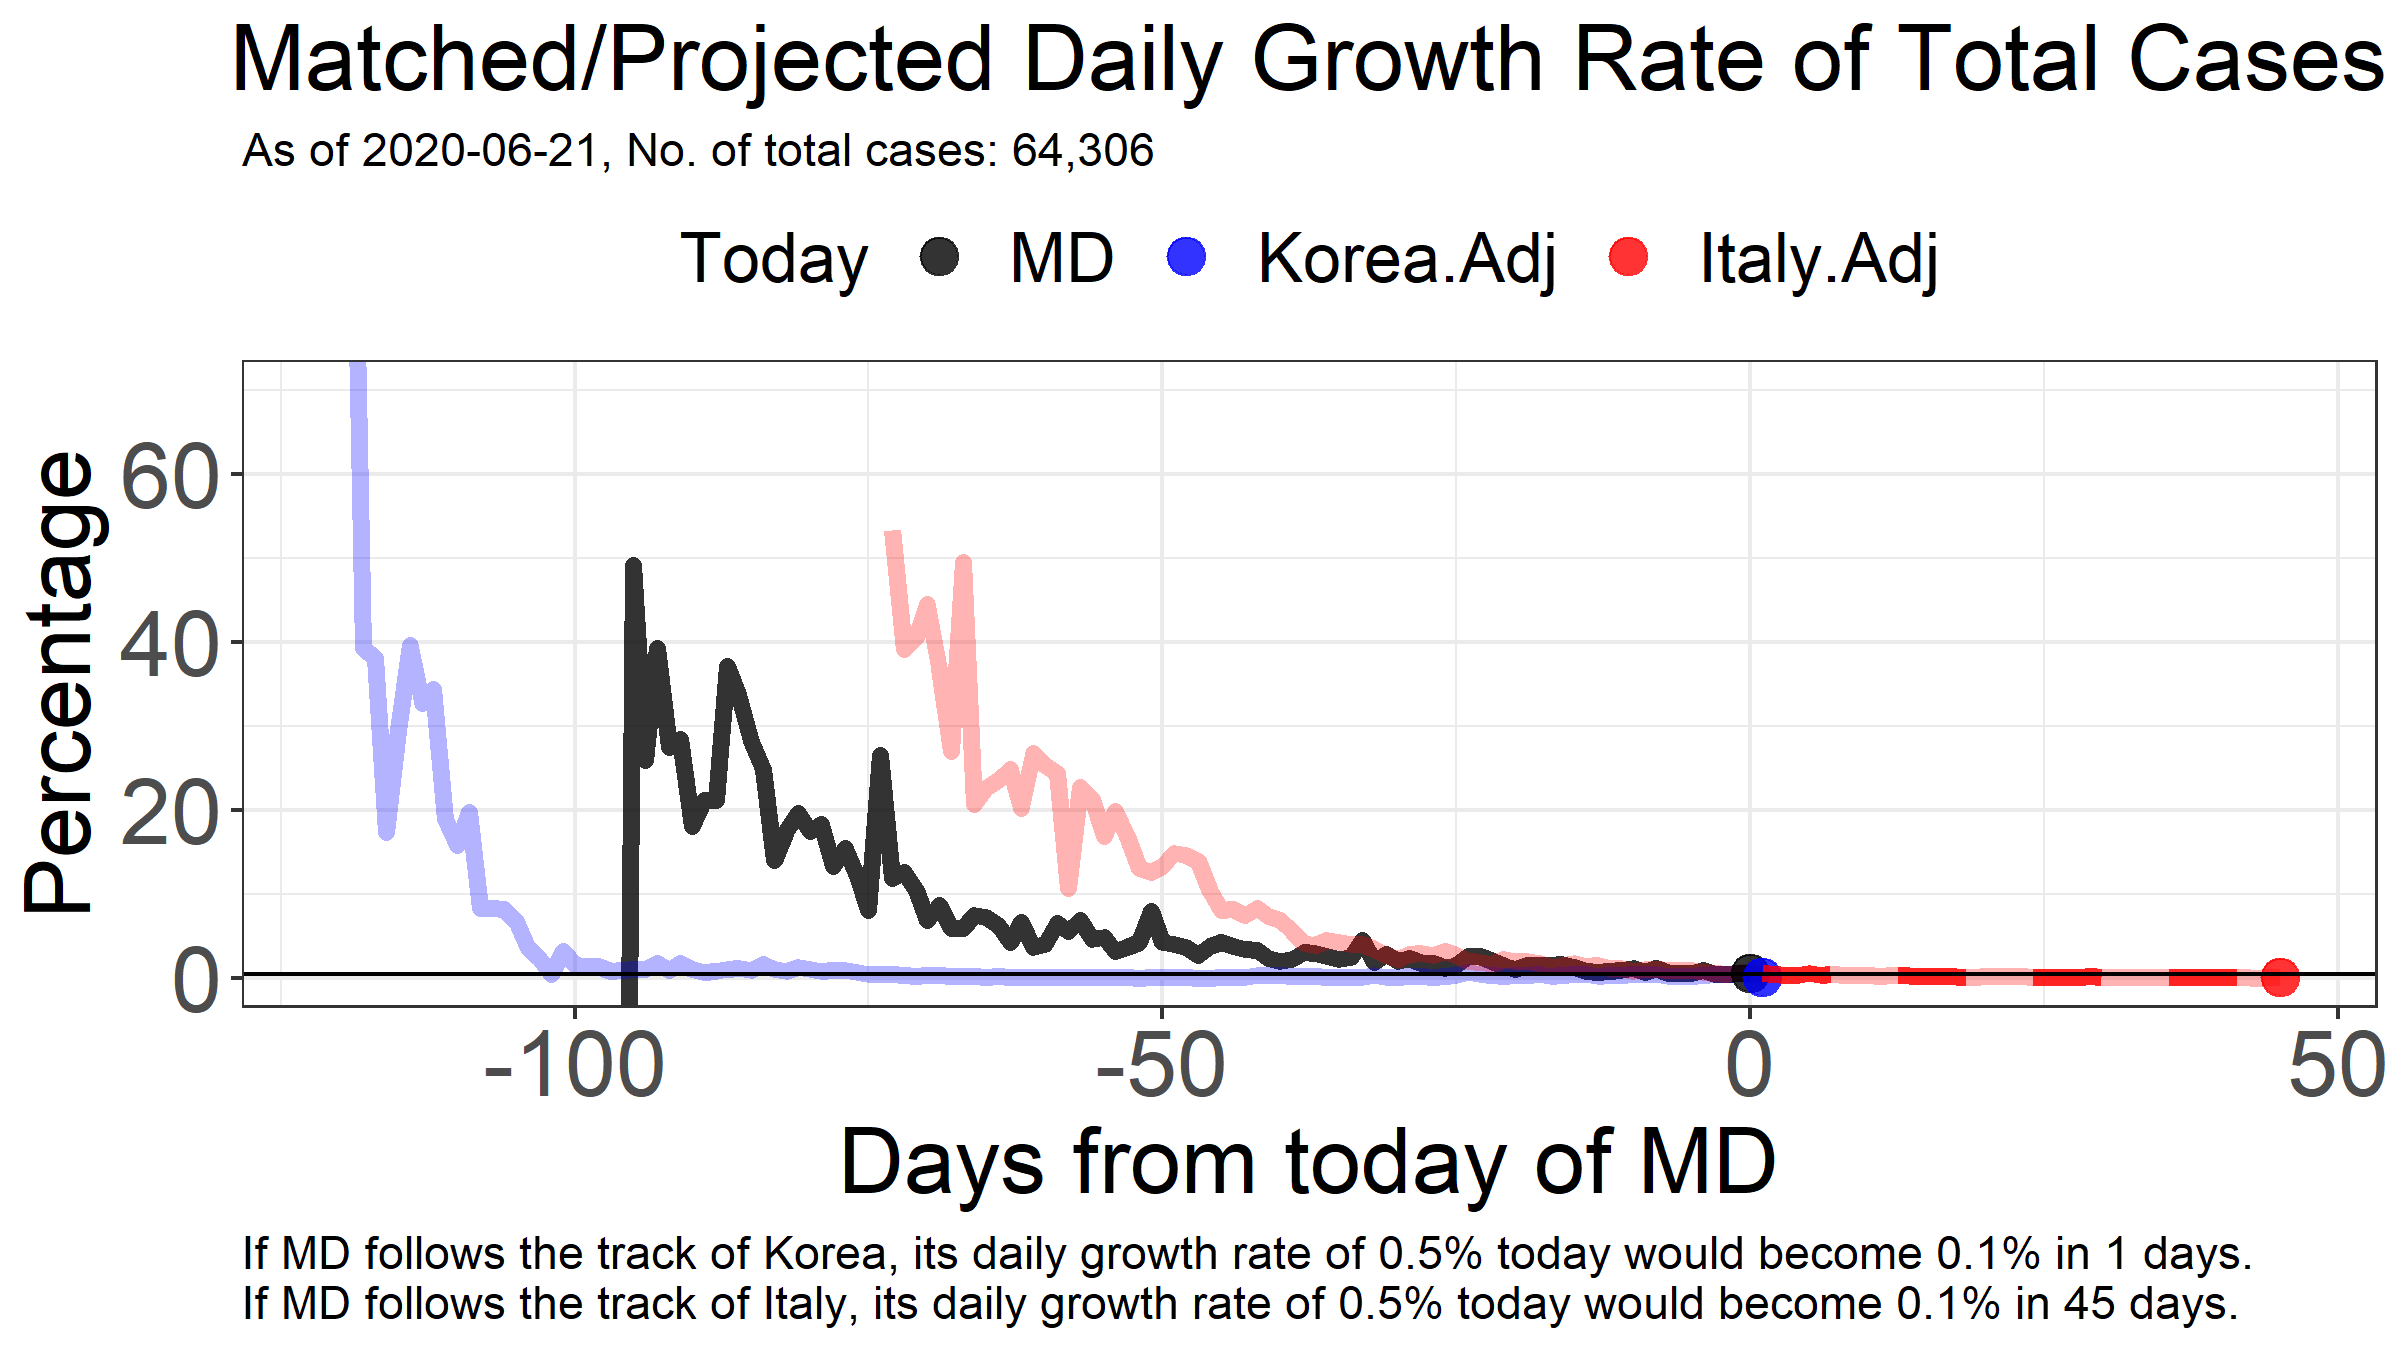 Matched/Projected Daily Growth Rate of Total Cases
As of 2020-06-21, No. of total cases: 64,306
Today MD Korea.Adj Italy.Adj
Percentage
60
40
20
0
-100 -50 0 50
Days from today of MD
If MD follows the track of Korea, its daily growth rate of 0.5% today would become 0.1% in 1 days.
If MD follows the track of Italy, its daily growth rate of 0.5% today would become 0.1% in 45 days.